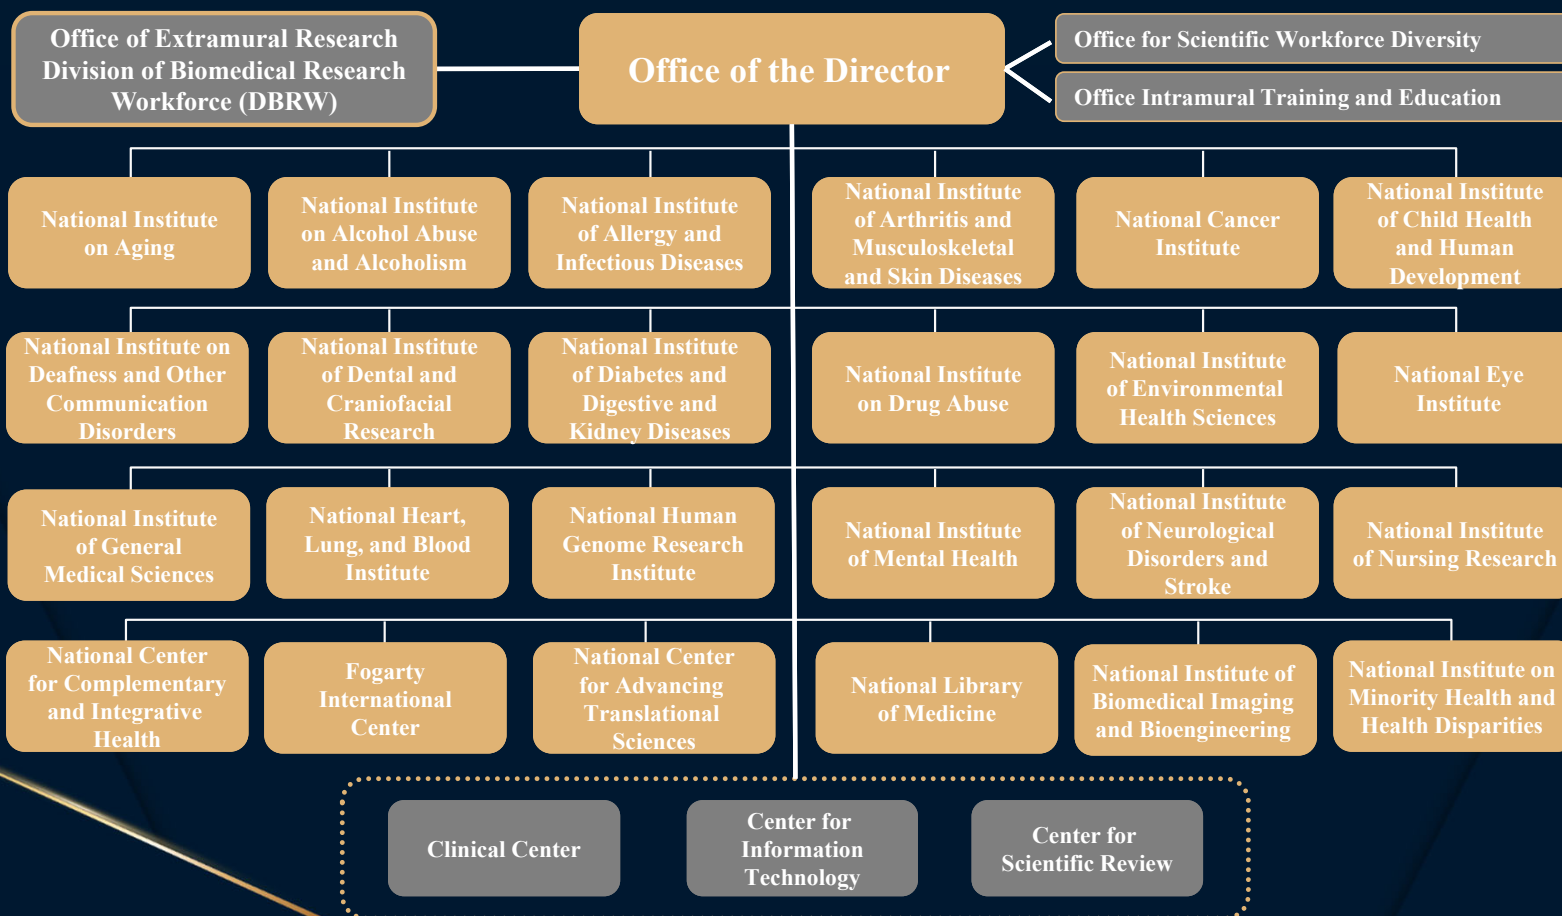 Office of Extramural Research
Division of Biomedical Research
Workforce (DBRW)
Office of the Director
Office for Scientific Workforce Diversity
Office Intramural Training and Education
National Institute
on Aging
National Institute
on Alcohol Abuse
and Alcoholism
National Institute
of Allergy and
Infectious Diseases
National Institute
of Arthritis and
Musculoskeletal
and Skin Diseases
National Cancer
Institute
National Institute
of Child Health
and Human
Development
National Institute on
Deafness and Other
Communication
Disorders
National Institute
of Dental and
Craniofacial
Research
National Institute
of Diabetes and
Digestive and
Kidney Diseases
National Institute
on Drug Abuse
National Institute
of Environmental
Health Sciences
National Eye
Institute
National Institute
of General
Medical Sciences
National Heart,
Lung, and Blood
Institute
National Human
Genome Research
Institute
National Institute
of Mental Health
National Institute
of Neurological
Disorders and
Stroke
National Institute
of Nursing Research
National Center
for Complementary
and Integrative
Health
Fogarty
International
Center
National Center
for Advancing
Translational
Sciences
National Library
of Medicine
National Institute of
Biomedical Imaging
and Bioengineering
National Institute on
Minority Health and
Health Disparities
Clinical Center
Center for
Information
Technology
Center for
Scientific Review